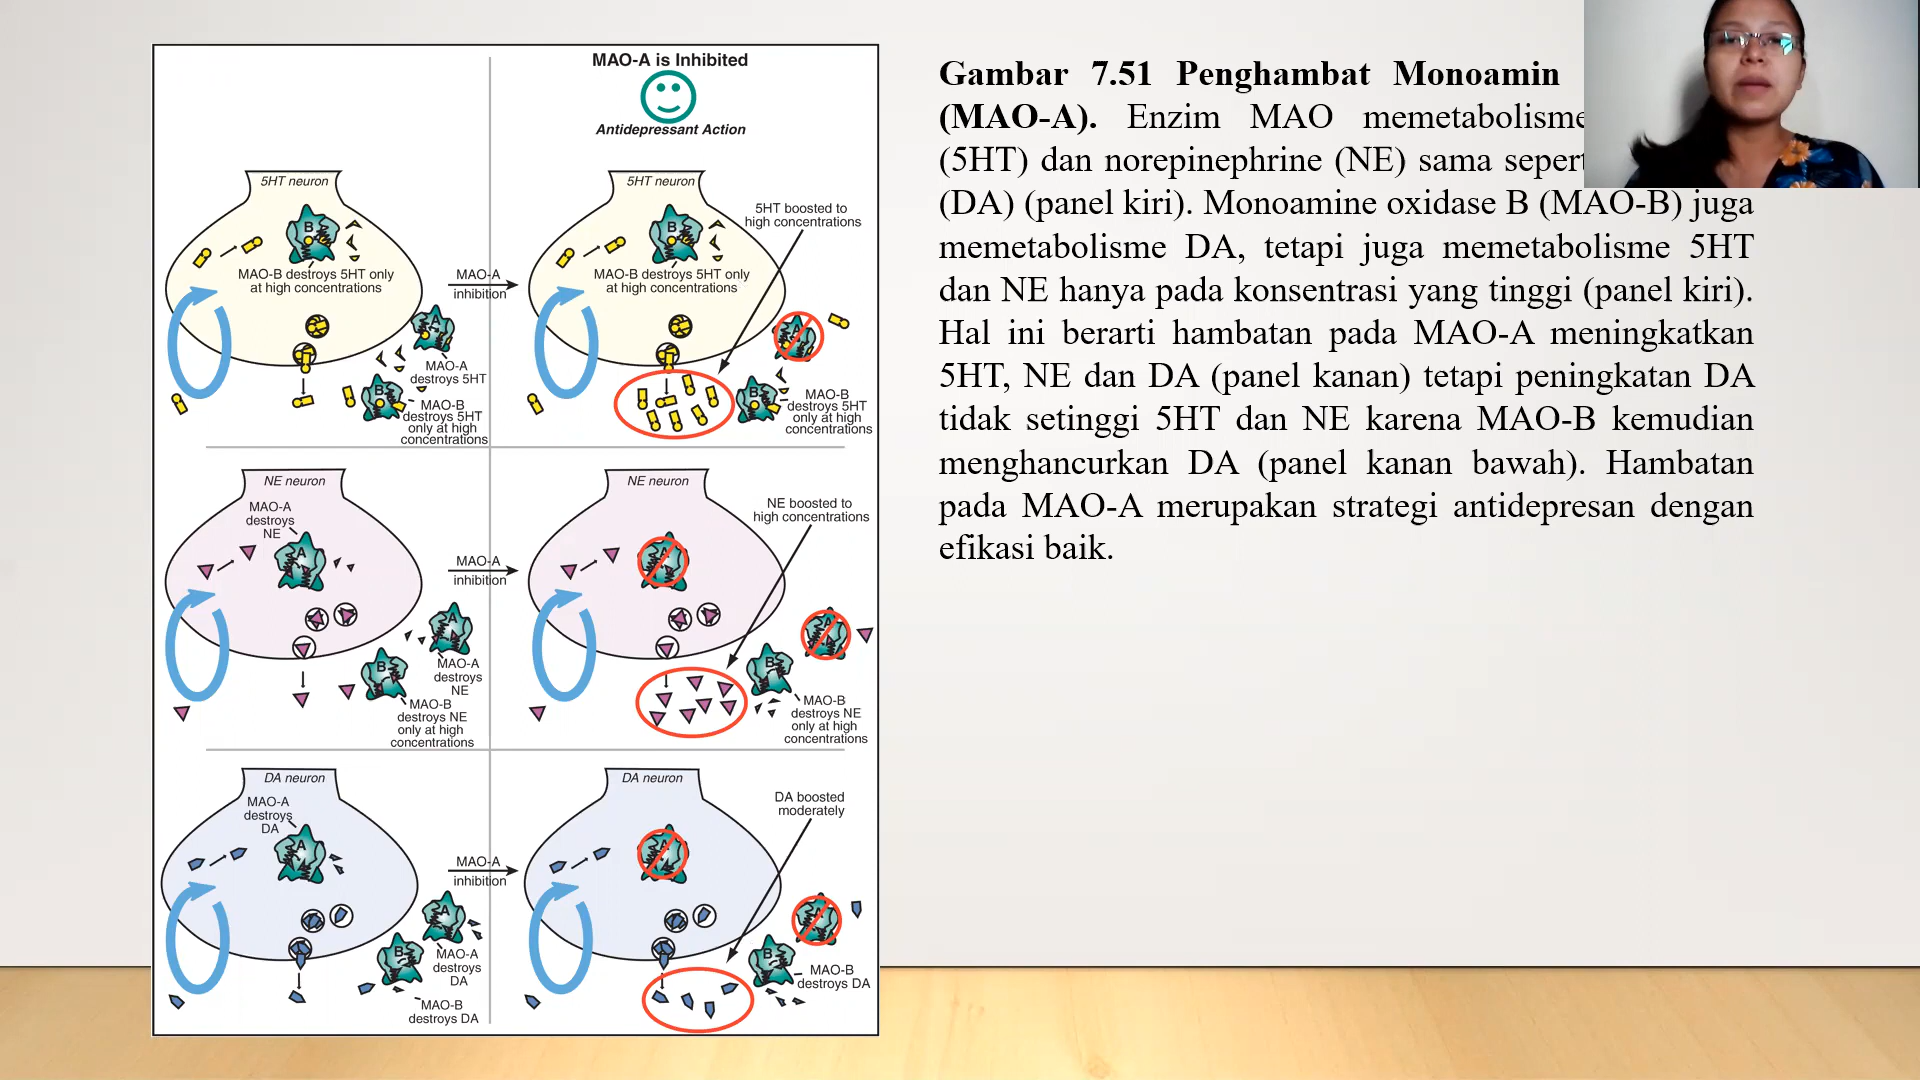 MAO-A is Inhibited
Antidepressant Action
5HT neuron
B
MAO-B destroys 5HT only
at high concentrations
A
MAO-A
destroys 5HT
B
MAO-B
destroys 5HT
only at high
concentrations
MAO-A
inhibition
5HT neuron
B
MAO-B destroys 5HT only
at high concentrations
5HT boosted to
high concentrations
A
B
MAO-B
destroys 5HT
only at high
concentrations
NE neuron
MAO-A
destroys
NE
A
A
MAO-A
destroys
NE
B
MAO-B
destroys NE
only at high
concentrations
MAO-A
inhibition
NE neuron
A
NE boosted to
high concentrations
A
B
MAO-B
destroys NE
only at high
concentrations
DA neuron
MAO-A
destroys
DA
A
A
MAO-A
destroys
DA
B
MAO-B
destroys DA
MAO-A
inhibition
DA neuron
A
DA boosted
moderately
A
B
MAO-B
destroys DA
Gambar 7.51 Penghambat Monoamin
(MAO-A). Enzim MAO memetabolisme
(5HT) dan norepinephrine (NE) sama
(DA) (panel kiri). Monoamine oxidase B (MAO-B) juga
memetabolisme DA, tetapi juga memetabolisme 5HT
dan NE hanya pada konsentrasi yang tinggi (panel kiri).
Hal ini berarti hambatan pada MAO-A meningkatkan
5HT, NE dan DA (panel kanan) tetapi peningkatan DA
tidak setinggi 5HT dan NE karena MAO-B kemudian
menghancurkan DA (panel kanan bawah). Hambatan
pada MAO-A merupakan strategi antidepresan dengan
efikasi baik.